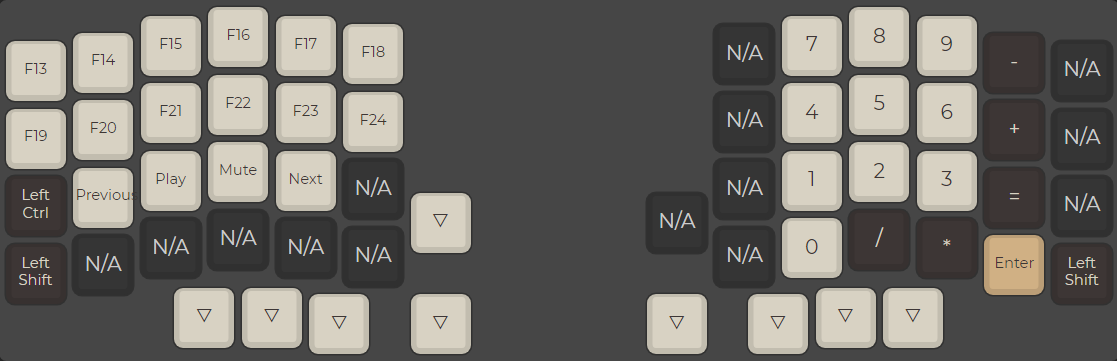 F13 F14 F15 F16 F17 F18 N/A 7 8 9 - N/A
F19 F20 F21 F22 F23 F24 N/A 4 5 6 + N/A
Left Ctrl Previous Play Mute Next N/A N/A 1 2 3 = N/A
▽ N/A
Left Shift N/A N/A N/A N/A N/A N/A 0 / * Enter Left Shift
▽ ▽ ▽ ▽ ▽ ▽ ▽ ▽